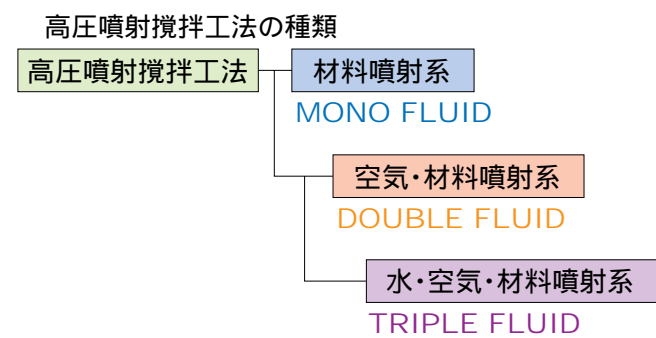 高圧噴射撹拌工法の種類
高圧噴射撹拌工法
材料噴射系
MONO FLUID
空気・材料噴射系
DOUBLE FLUID
水・空気・材料噴射系
TRIPLE FLUID